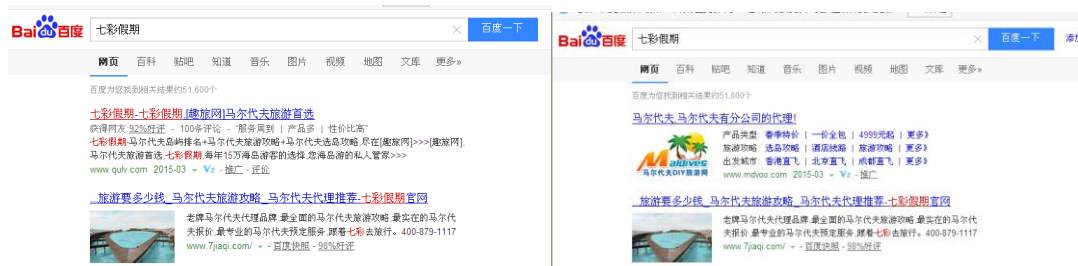 Bai du 百度
七彩假期
百度一下
网页 百科 贴吧 知道 音乐 图片 视频 地图 文库 更多»
百度为您找到相关结果约51,600个
七彩假期-七彩假期,[趣旅网]马尔代夫旅游首选
获得网友 92%好评 - 100条评论 - "服务周到 | 产品多 | 性价比高"
七彩假期-马尔代夫岛屿排名+马尔代夫旅游攻略+马尔代夫选岛攻略,尽在[趣旅网]>>>[趣旅网],
马尔代夫旅游首选,七彩假期,每年15万海岛游客的选择,您海岛游的私人管家>>>
www.qulv.com 2015-03 V2 - 推广 - 评价
...旅游要多少钱_马尔代夫旅游攻略_马尔代夫代理推荐-七彩假期官网
老牌马尔代夫代理品牌,最全面的马尔代夫旅游攻略,最实在的马尔代
夫报价,最专业的马尔代夫预定服务,跟着七彩去旅行。400-879-1117
www.7jiaqi.com/ - 百度快照 - 98%好评
Bai du 百度
七彩假期
百度一下
添加
网页 百科 贴吧 知道 音乐 图片 视频 地图 文库 更多»
百度为您找到相关结果约51,600个
马尔代夫,马尔代夫有分公司的代理!
产品类型: 春季特价 | 一价全包 | 4999元起 | 更多》
旅游攻略: 选岛攻略 | 酒店线路 | 旅游攻略 | 更多》
出发城市: 香港直飞 | 北京直飞 | 成都直飞 | 更多》
Maldives
马尔代夫DIY旅游网
www.mdvoo.com 2015-03 V2 - 推广
...旅游要多少钱_马尔代夫旅游攻略_马尔代夫代理推荐-七彩假期官网
老牌马尔代夫代理品牌,最全面的马尔代夫旅游攻略,最实在的马尔代
夫报价,最专业的马尔代夫预定服务,跟着七彩去旅行。400-879-1117
www.7jiaqi.com/ - 百度快照 - 98%好评